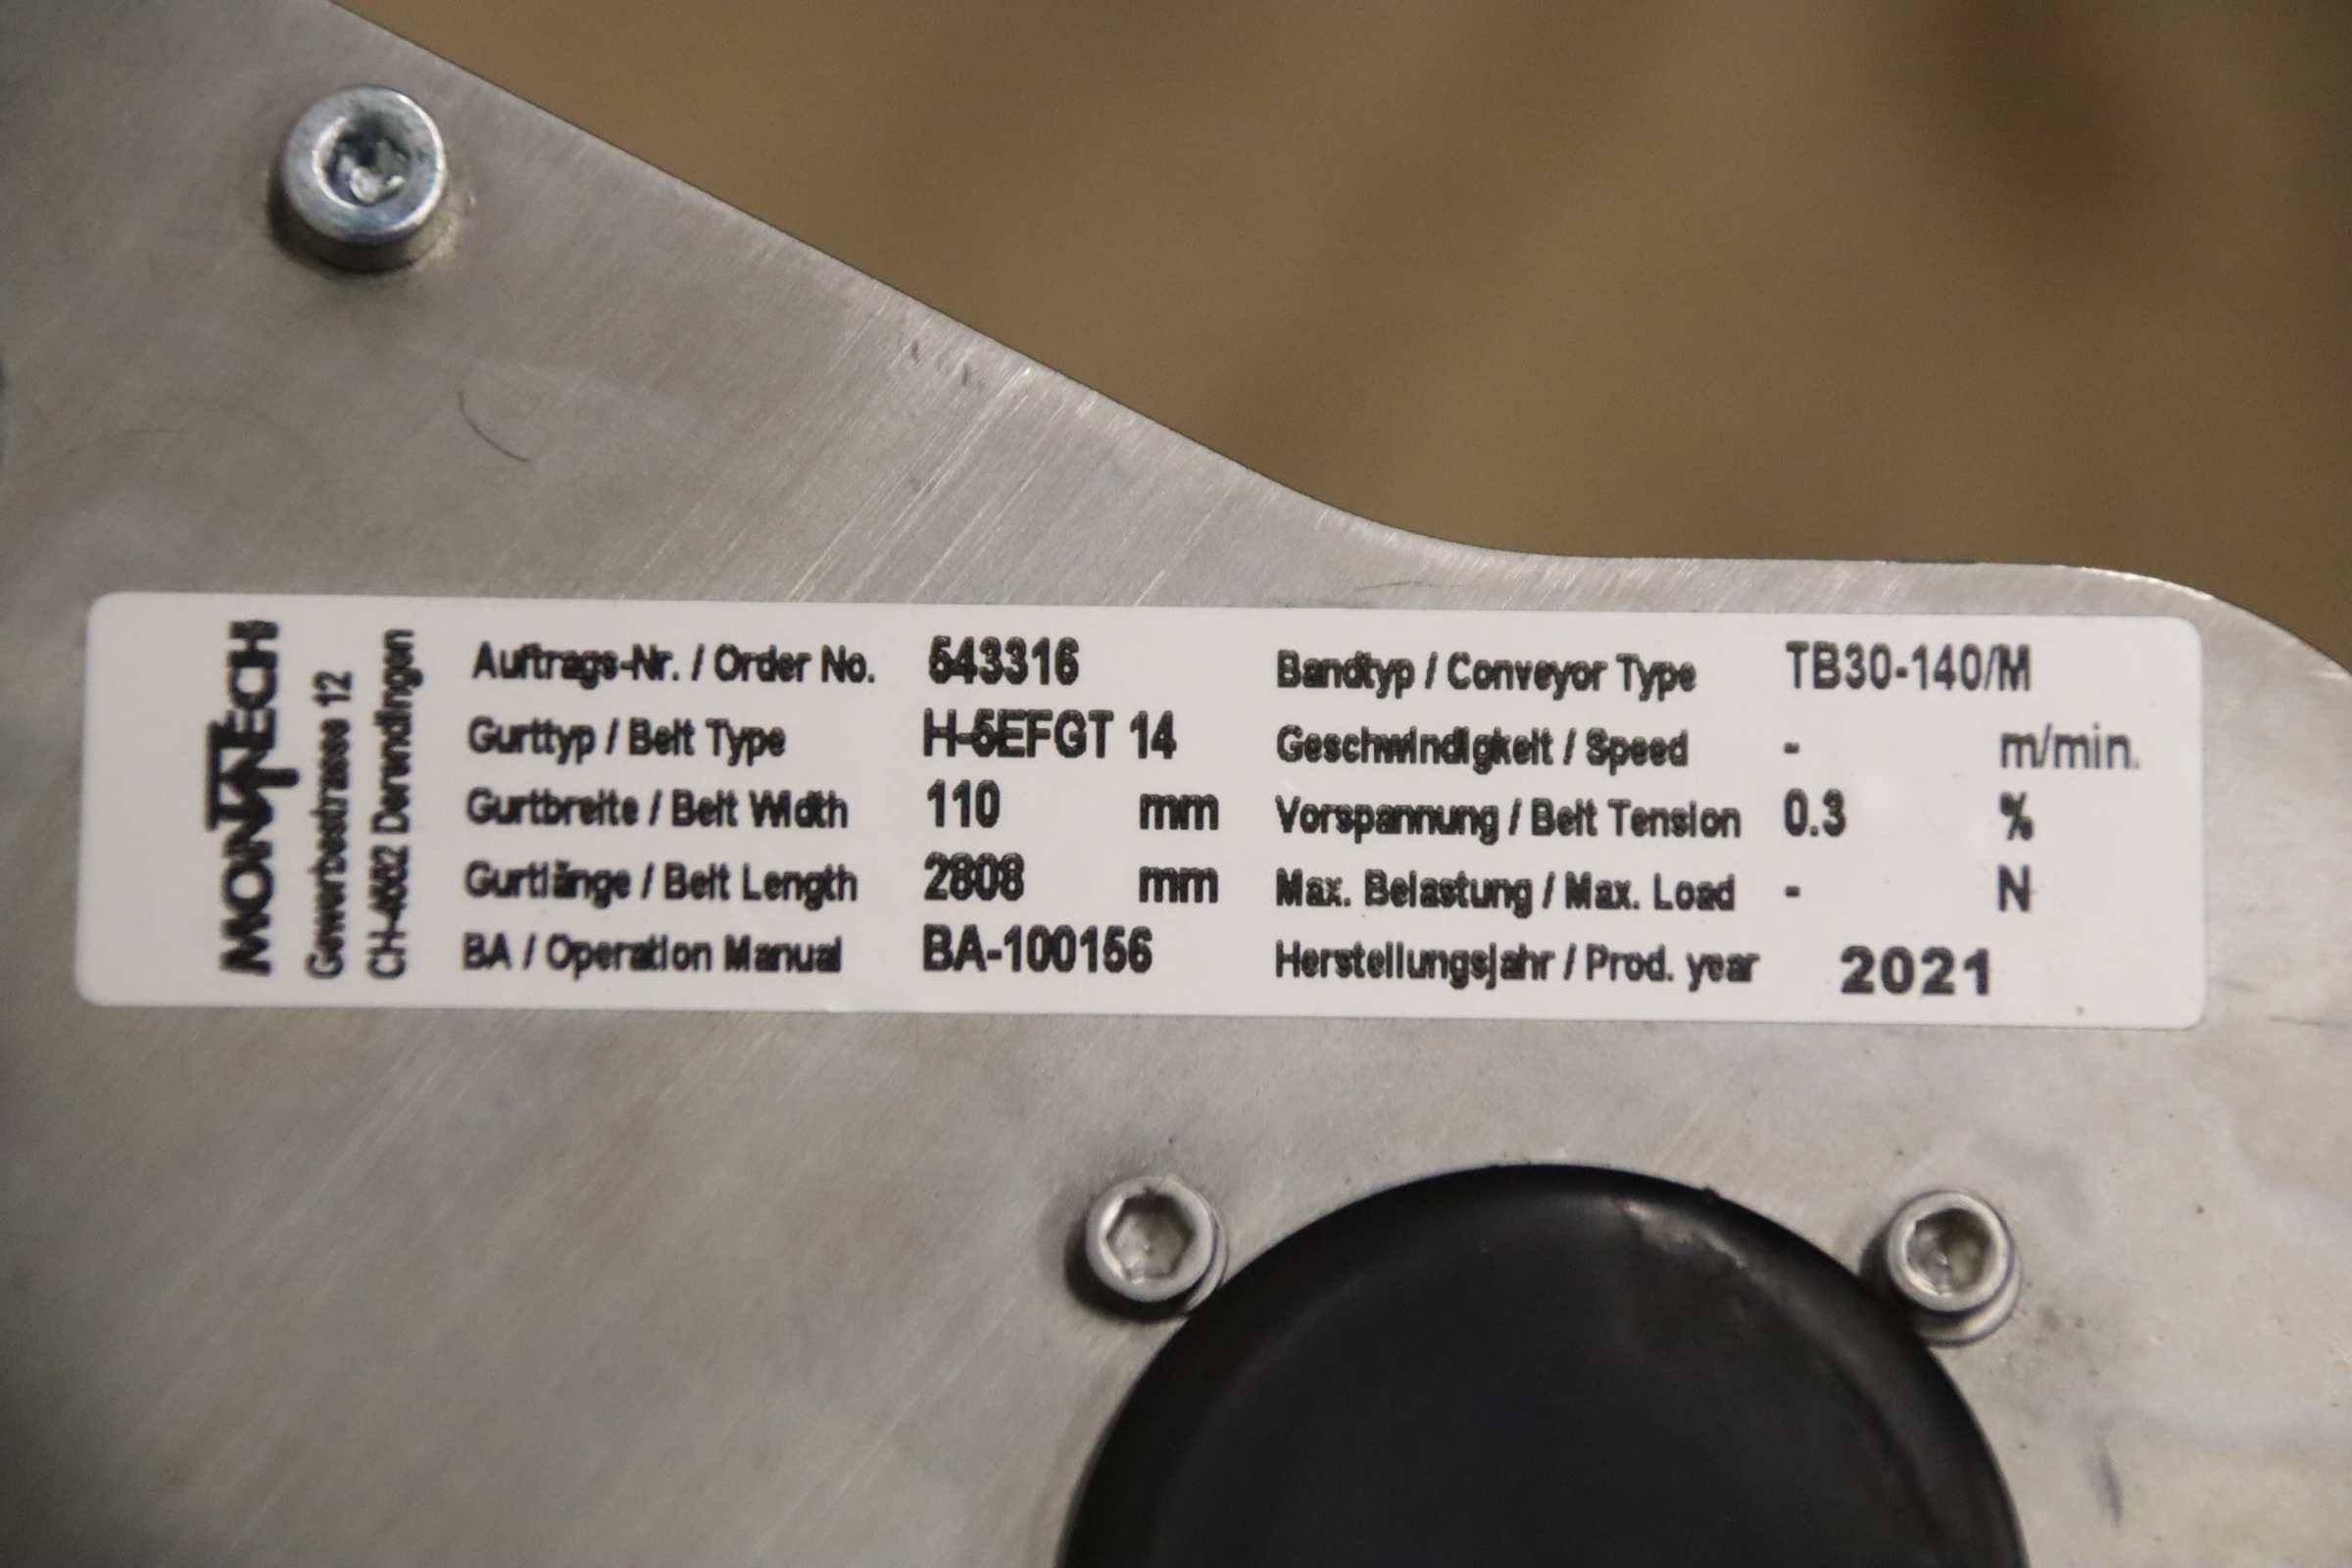 MONTECH
Gewerbestrasse 12
CH-4582 Derendingen
Auftrags-Nr. / Order No. 543316
Gurttyp / Belt Type H-5EFGT 14
Gurtbreite / Belt Width 110 mm
Gurtlänge / Belt Length 2808 mm
BA / Operation Manual BA-100156
Bandtyp / Conveyor Type TB30-140/M
Geschwindigkeit / Speed - m/min.
Vorspannung / Belt Tension 0.3 %
Max. Belastung / Max. Load - N
Herstellungsjahr / Prod. year 2021